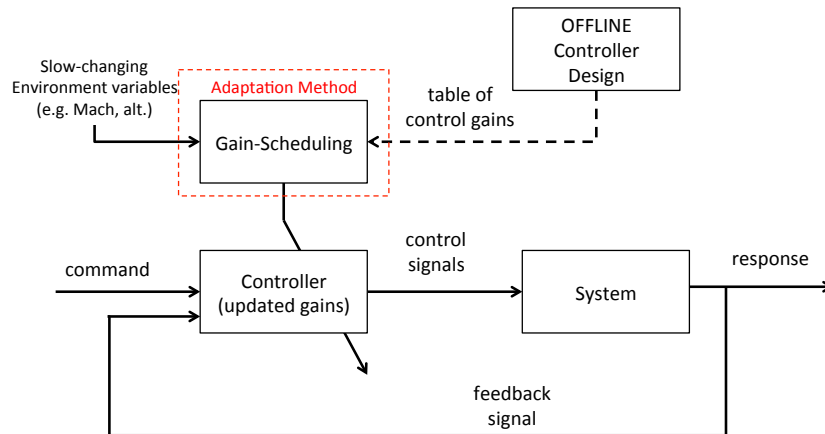 OFFLINE
Controller
Design
Slow-changing
Environment variables
(e.g. Mach, alt.)
Adaptation Method
table of
control gains
Gain-Scheduling
command
Controller
(updated gains)
control
signals
System
response
feedback
signal